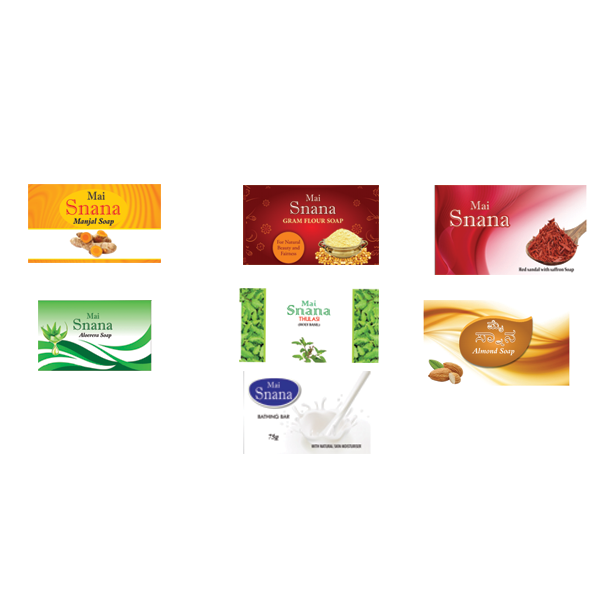 Mai
Snana
Manjal Soap
Mai
Snana
GRAM FLOUR SOAP
For Natural
Beauty and
Fairness
Mai
Snana
Red sandal with saffron Soap
Mai
Snana
Aloevera Soap
Mai
Snana
THULASI
(HOLY BASIL)
ಮೈ
ಸ್ನಾನ
Almond Soap
Mai
Snana
BATHING BAR
75g
WITH NATURAL SKIN MOISTURISER